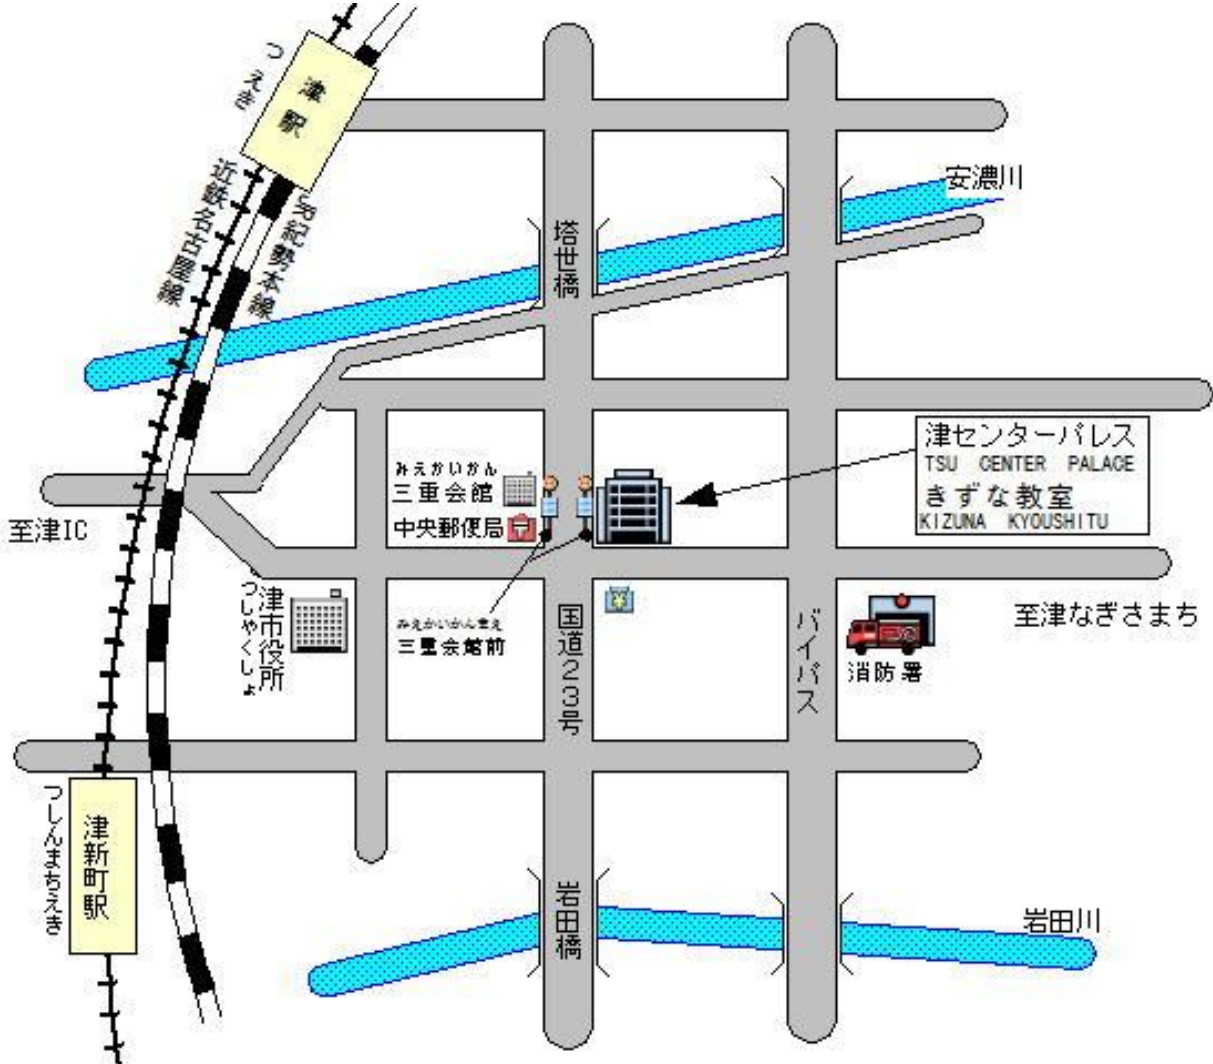 つえき
津駅
近鉄名古屋線
JR紀勢本線
安濃川
塔世橋
津センターパレス
TSU CENTER PALACE
きずな教室
KIZUNA KYOUSHITU
みえかいかん
三重会館
中央郵便局
至津IC
つしやくしょ
津市役所
みえかいかんまえ
三重会館前
国道23号
バイパス
消防署
至津なぎさまち
つしんまちえき
津新町駅
岩田橋
岩田川